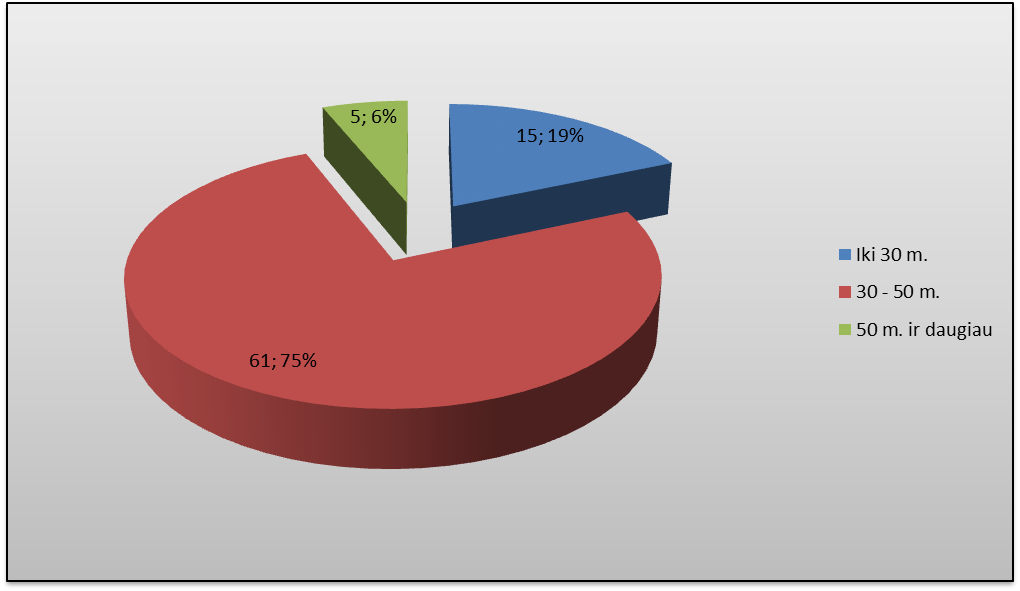 5; 6%
15; 19%
61; 75%
Iki 30 m.
30 - 50 m.
50 m. ir daugiau